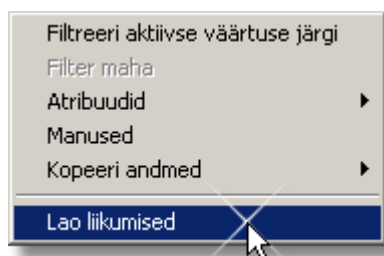 Filtreeri aktiivse väärtuse järgi
Filter maha
Atribuudid
Manused
Kopeeri andmed
Lao liikumised